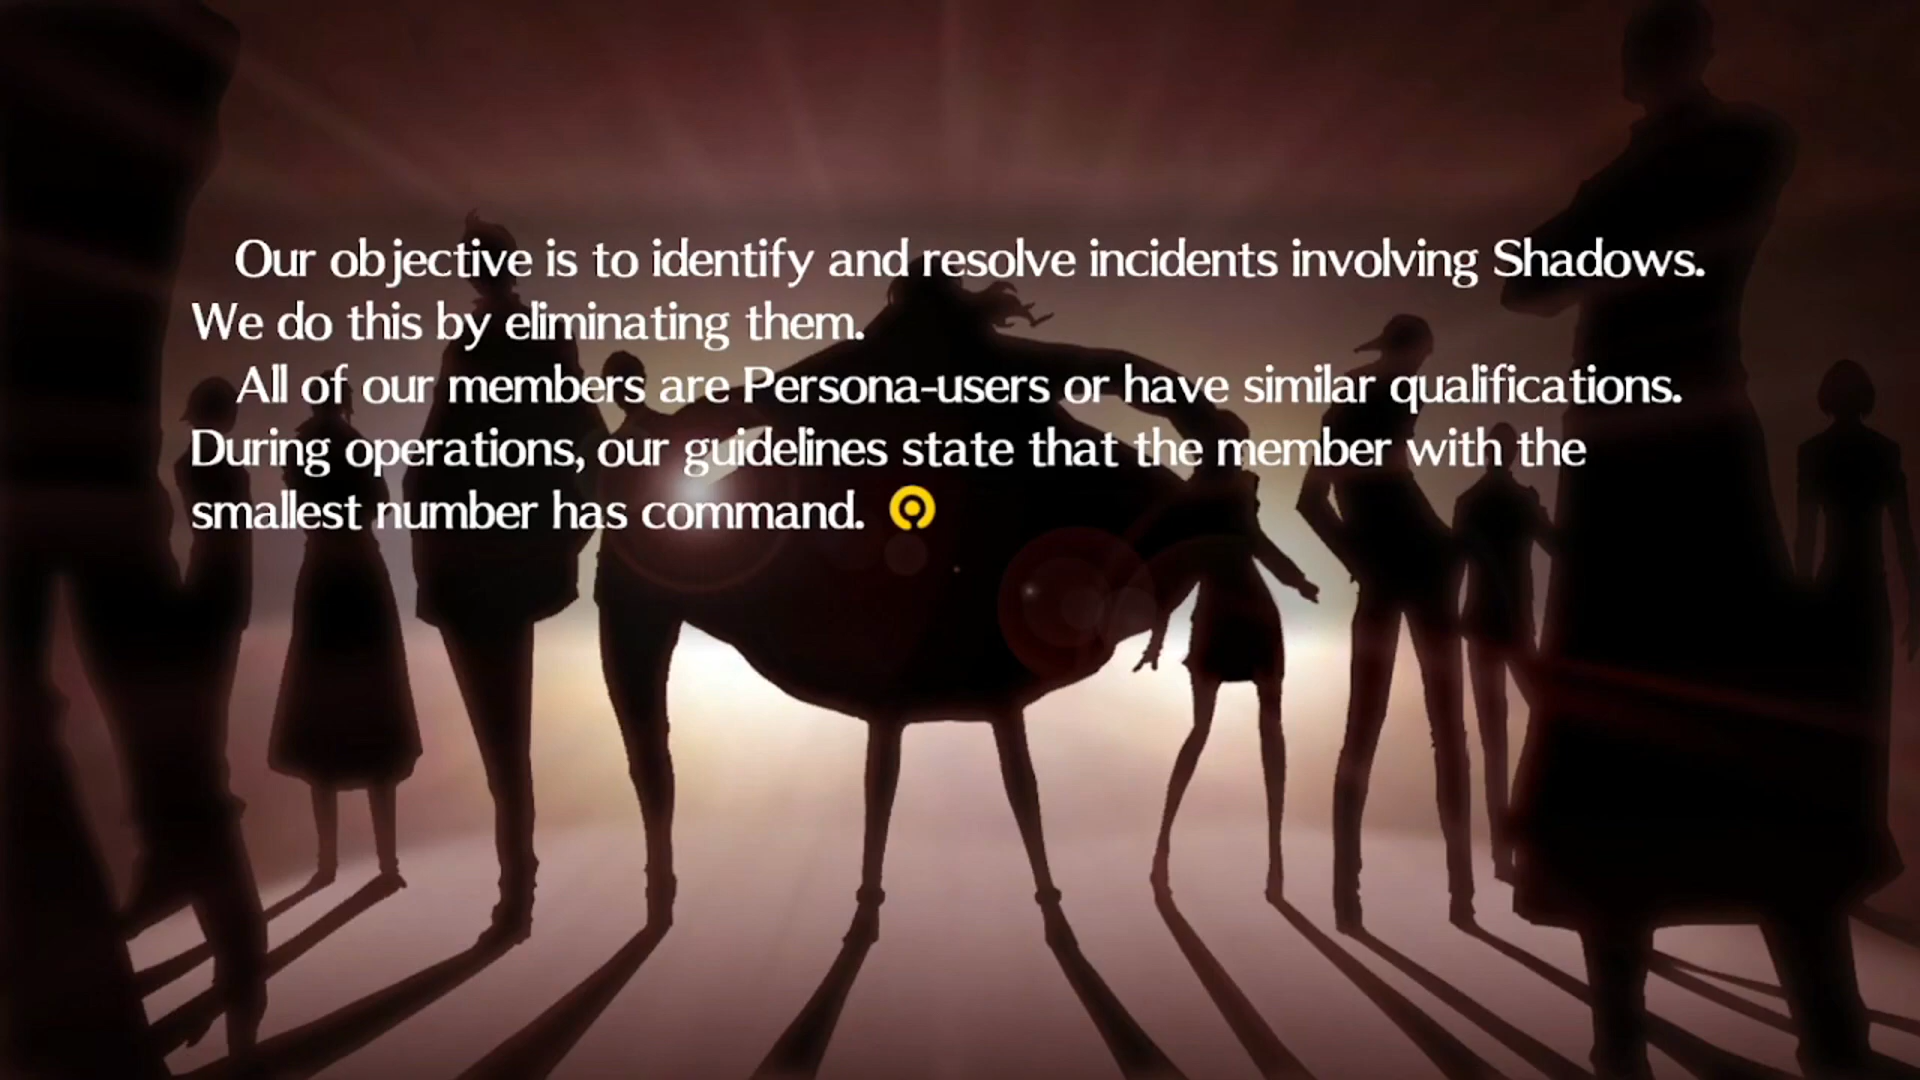 Our objective is to identify and resolve incidents involving Shadows.
We do this by eliminating them.
All of our members are Persona-users or have similar qualifications.
During operations, our guidelines state that the member with the
smallest number has command.